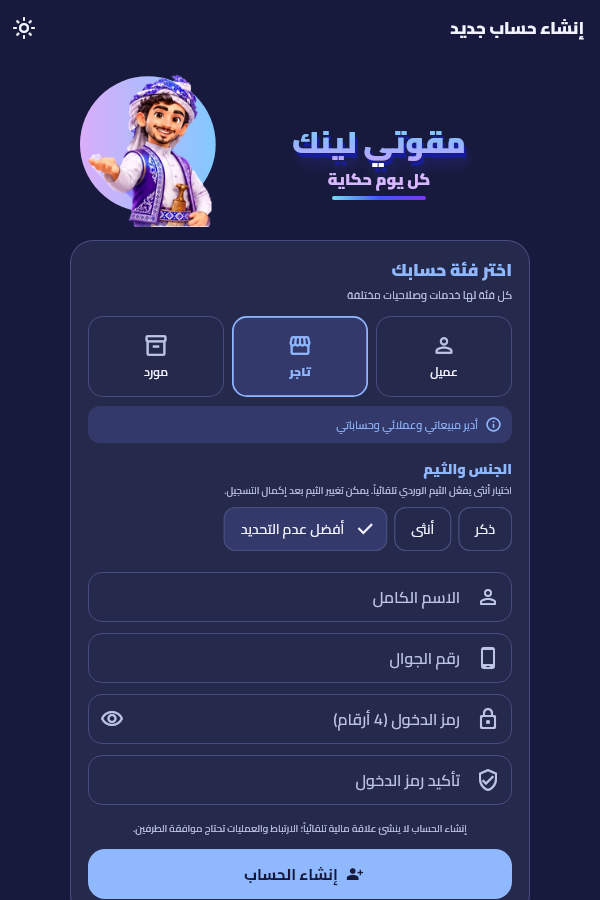 إنشاء حساب جديد
مقوتي لينك
كل يوم حكاية
اختر فئة حسابك
كل فئة لها خدمات وصلاحيات مختلفة
عميل
تاجر
مورد
أدير مبيعاتي وعملائي وحساباتي
الجنس والثيم
اختيار أنثى يفعّل الثيم الوردي تلقائياً. يمكن تغيير الثيم بعد إكمال التسجيل.
ذكر
أنثى
أفضل عدم التحديد
الاسم الكامل
رقم الجوال
رمز الدخول (4 أرقام)
تأكيد رمز الدخول
إنشاء الحساب لا ينشئ علاقة مالية تلقائياً؛ الارتباط والعمليات تحتاج موافقة الطرفين.
إنشاء الحساب